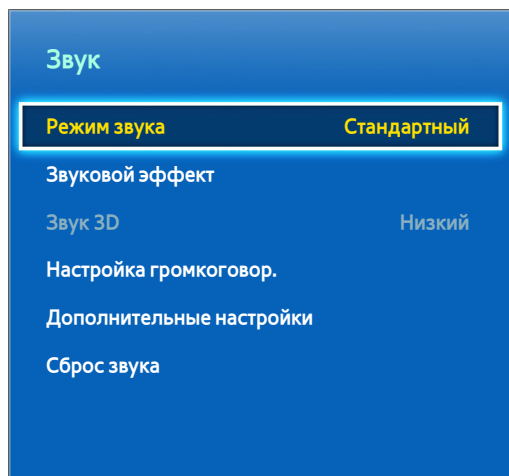 Звук
Режим звука Стандартный
Звуковой эффект
Звук 3D Низкий
Настройка громкоговор.
Дополнительные настройки
Сброс звука